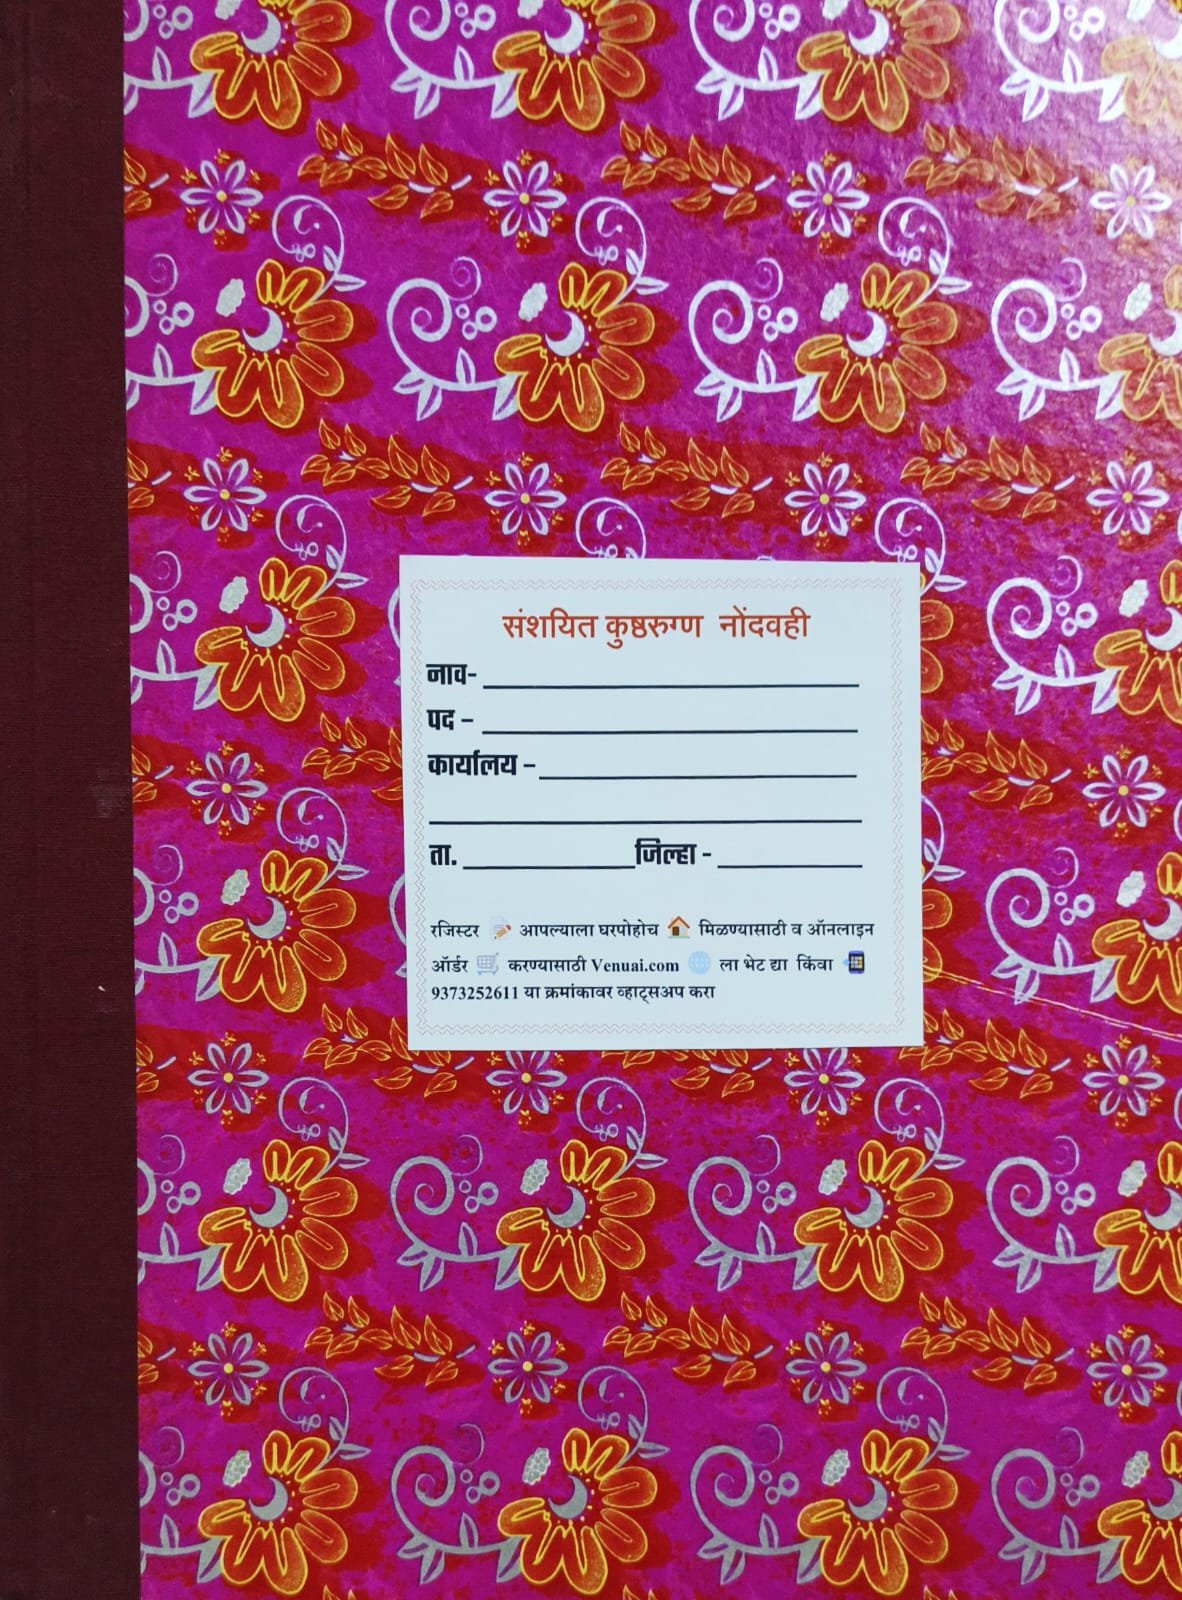 संशयित कुष्ठरुग्ण नोंदवही
नाव-
पद –
कार्यालय –
ता. जिल्हा -
रजिस्टर 📝 आपल्याला घरपोहोच 🏠 मिळण्यासाठी व ऑनलाइन
ऑर्डर 🛒 करण्यासाठी Venuai.com 🌐 ला भेट द्या किंवा 📲
9373252611 या क्रमांकावर व्हाट्सअप करा